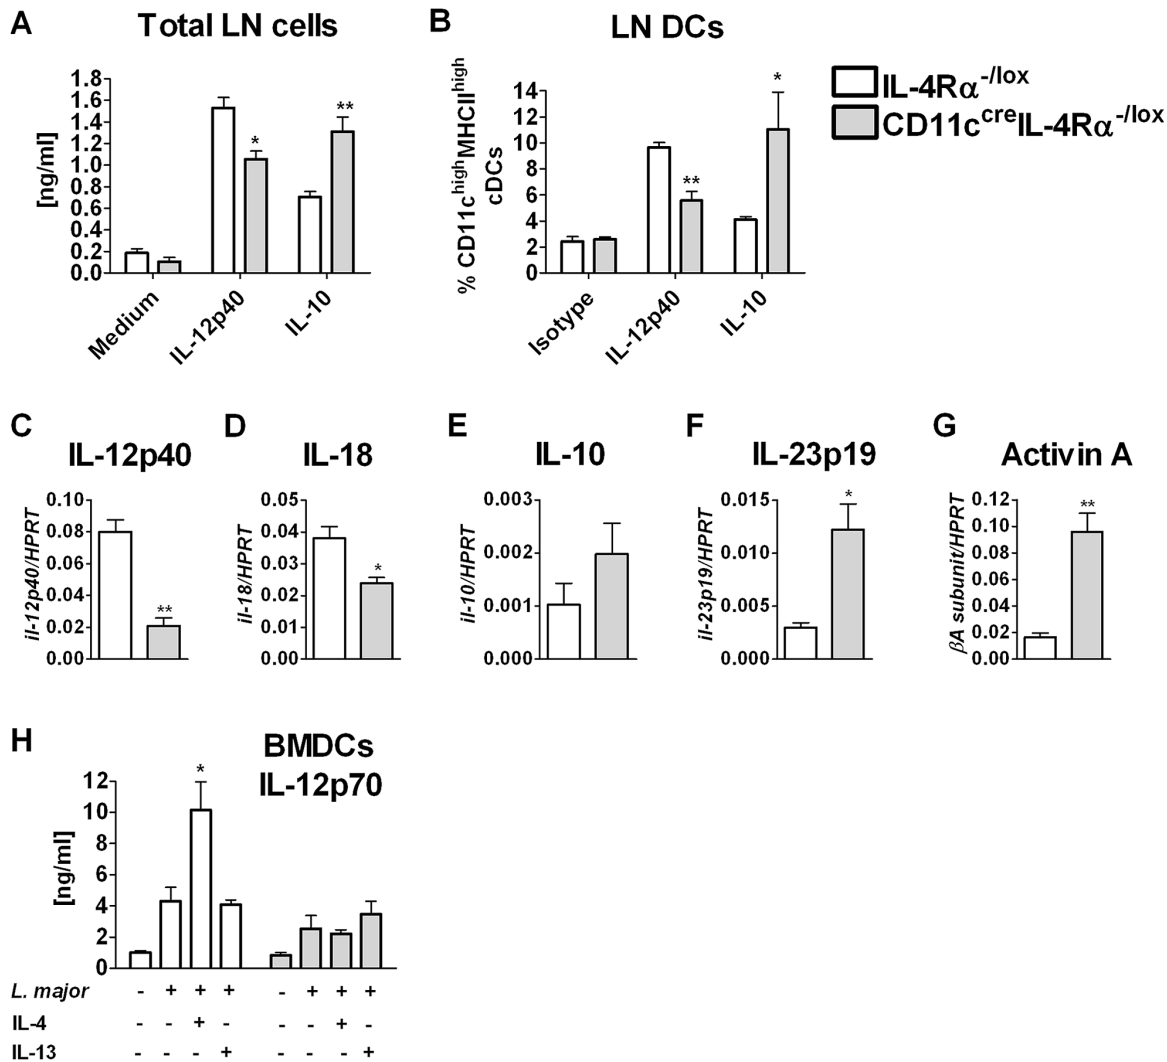 A
Total LN cells
[ng/ml]
1.8
1.6
1.4
1.2
1.0
0.8
0.6
0.4
0.2
0.0
*
**
Medium
IL-12p40
IL-10
B
LN DCs
% CD11c^high MHCII^high
cDCs
14
12
10
8
6
4
2
0
**
*
Isotype
IL-12p40
IL-10
IL-4Rα^-/lox
CD11c^cre IL-4Rα^-/lox
C
IL-12p40
il-12p40/HPRT
0.10
0.08
0.06
0.04
0.02
0.00
**
D
IL-18
il-18/HPRT
0.05
0.04
0.03
0.02
0.01
0.00
*
E
IL-10
il-10/HPRT
0.003
0.002
0.001
0.000
F
IL-23p19
il-23p19/HPRT
0.015
0.010
0.005
0.000
*
G
Activin A
βA subunit/HPRT
0.12
0.10
0.08
0.06
0.04
0.02
0.00
**
H
BMDCs
IL-12p70
[ng/ml]
12
10
8
6
4
2
0
*
L. major - + + + - + + +
IL-4 - - + - - - + -
IL-13 - - - + - - - +